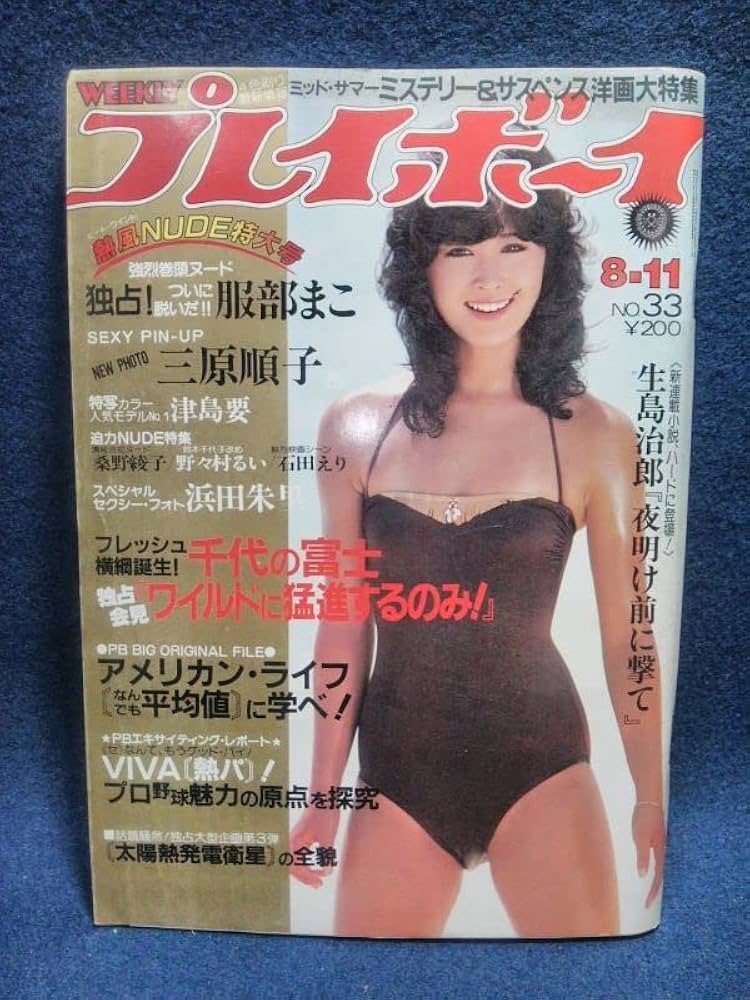 WEEKLY
ミッド・サマーミステリー&サスペンス洋画大特集
プレイボーイ
熱風NUDE特大号
8-11
NO.33
¥200
強烈巻頭ヌード
独占!ついに脱いだ!!服部まこ
SEXY PIN-UP
NEW PHOTO 三原順子
特写カラー
人気モデルNo.1 津島要
迫力NUDE特集
桑野綾子/野々村るい/石田えり
スペシャル
セクシー・フォト 浜田朱里
フレッシュ
横綱誕生!千代の富士
独占会見『ワイルドに猛進するのみ!』
●PB BIG ORIGINAL FILE●
アメリカン・ライフ
〔なんでも平均値〕に学べ!
★PBエキサイティング・レポート★
〈セ〉なんて、もうグッド・バイ!
VIVA〔熱パ〕!
プロ野球魅力の原点を探究
■話題騒然!独占大型企画第3弾
〔太陽熱発電衛星〕の全貌
〈新連載小説、ハードに登場!〉
生島治郎『夜明け前に撃て』